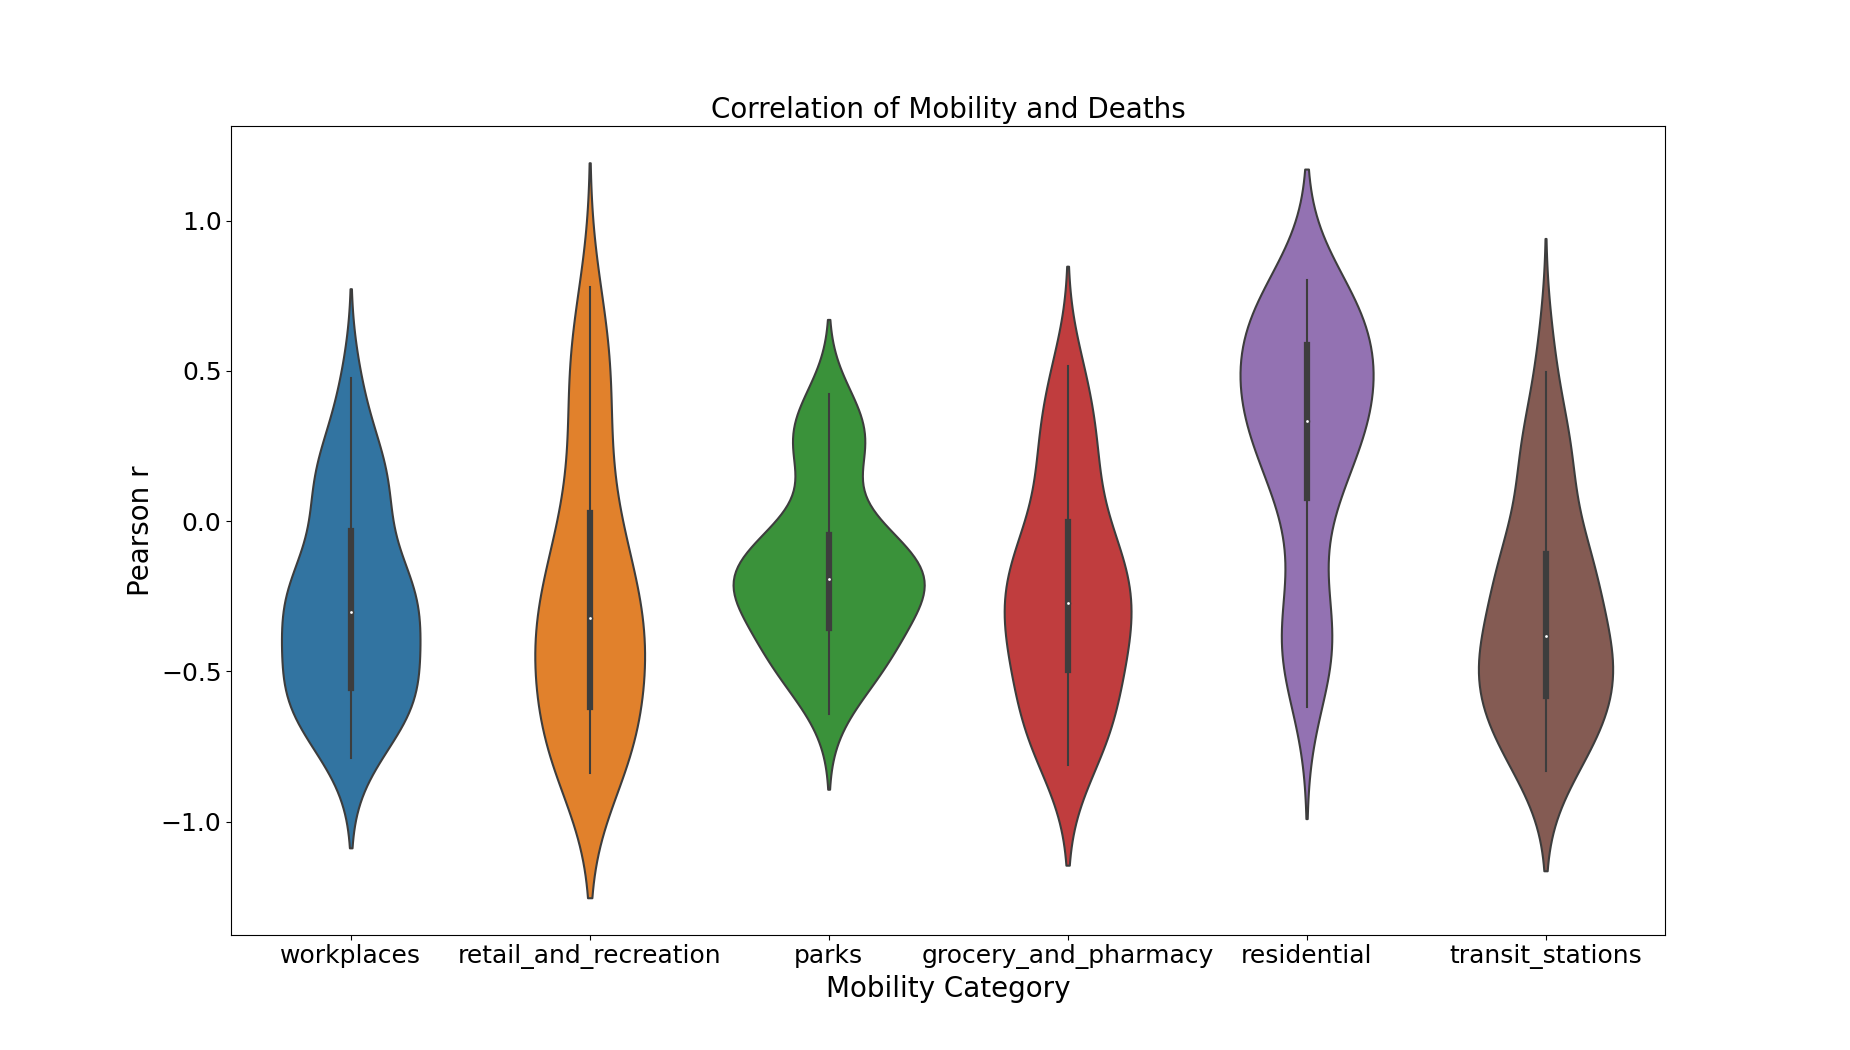 Correlation of Mobility and Deaths
1.0
0.5
0.0
−0.5
−1.0
Pearson r
workplaces
retail_and_recreation
parks
grocery_and_pharmacy
residential
transit_stations
Mobility Category